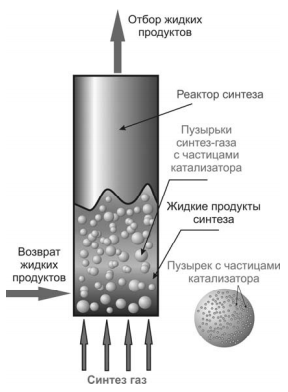 Отбор жидких
продуктов
Реактор синтеза
Пузырьки
синтез-газа
с частицами
катализатора
Жидкие продукты
синтеза
Возврат
жидких
продуктов
Пузырек с частицами
катализатора
Синтез газ